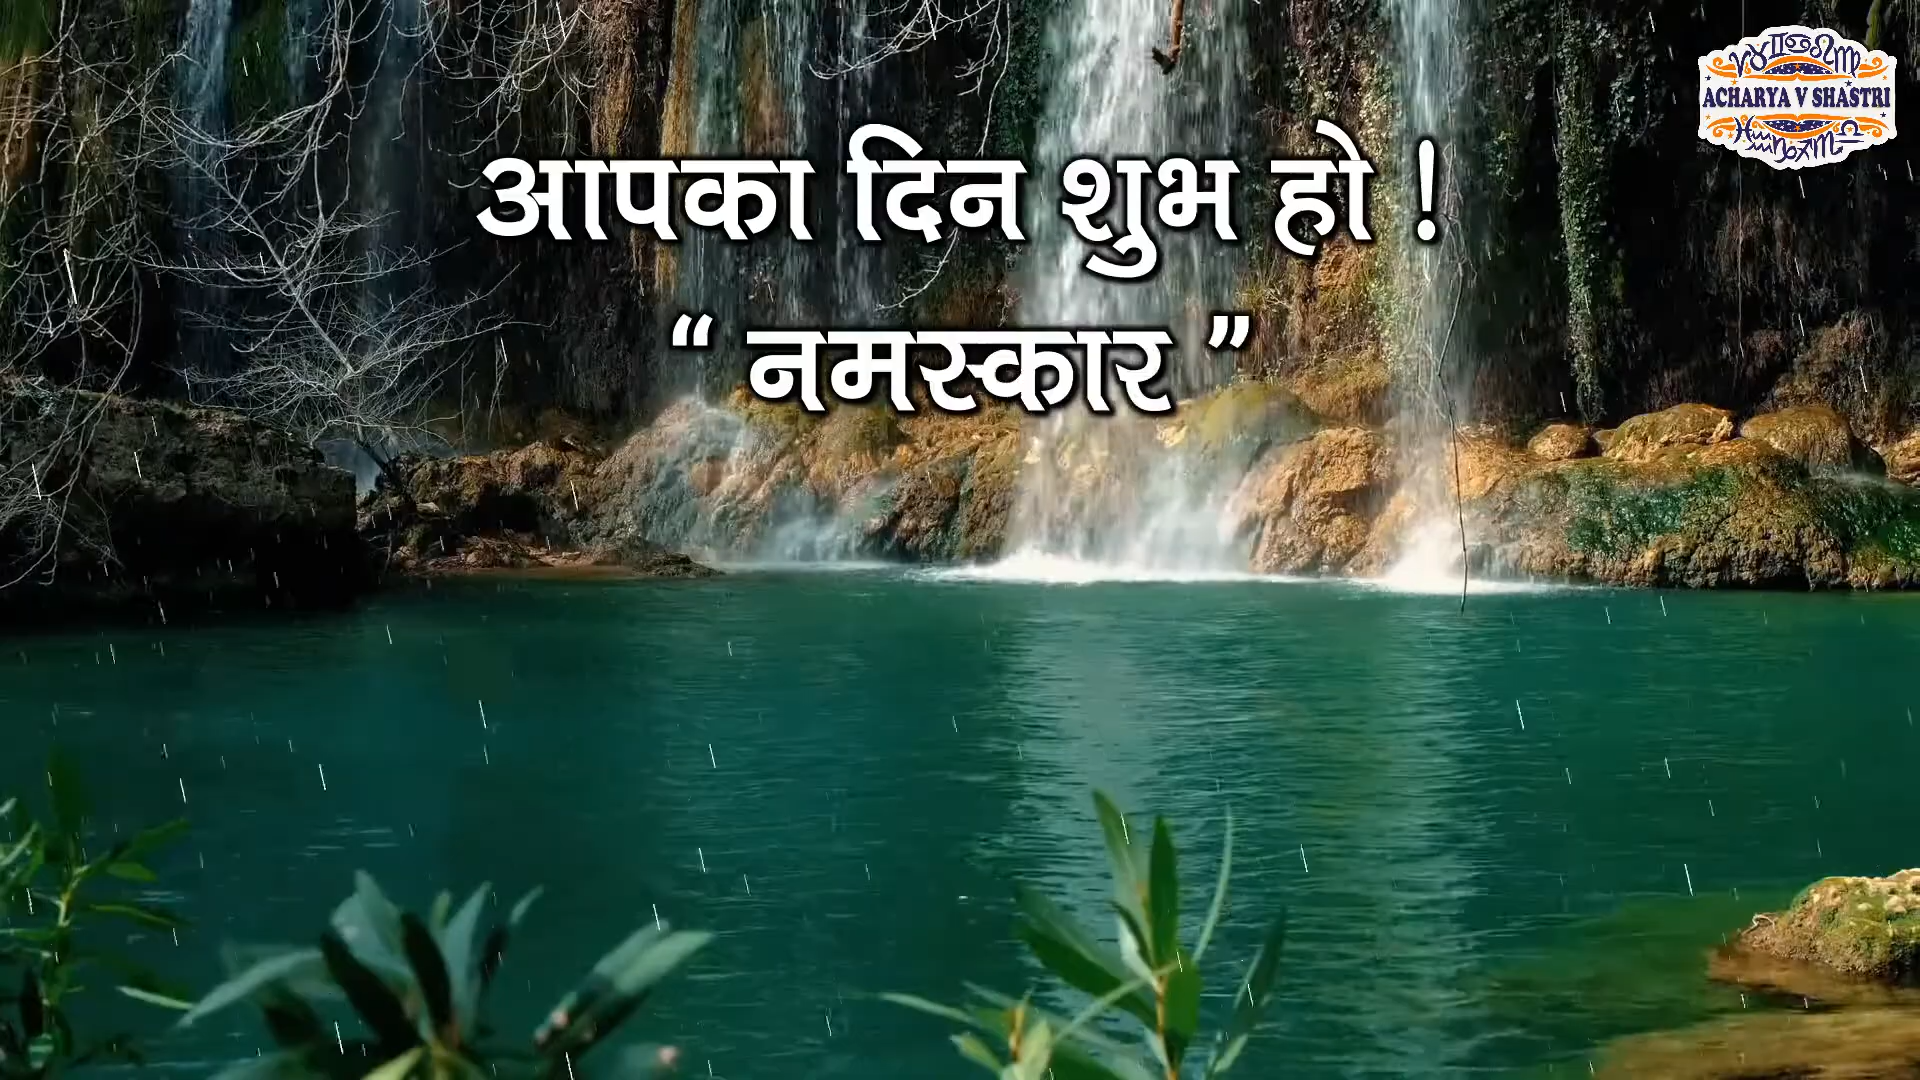 आपका दिन शुभ हो !
“ नमस्कार ”
ACHARYA V SHASTRI